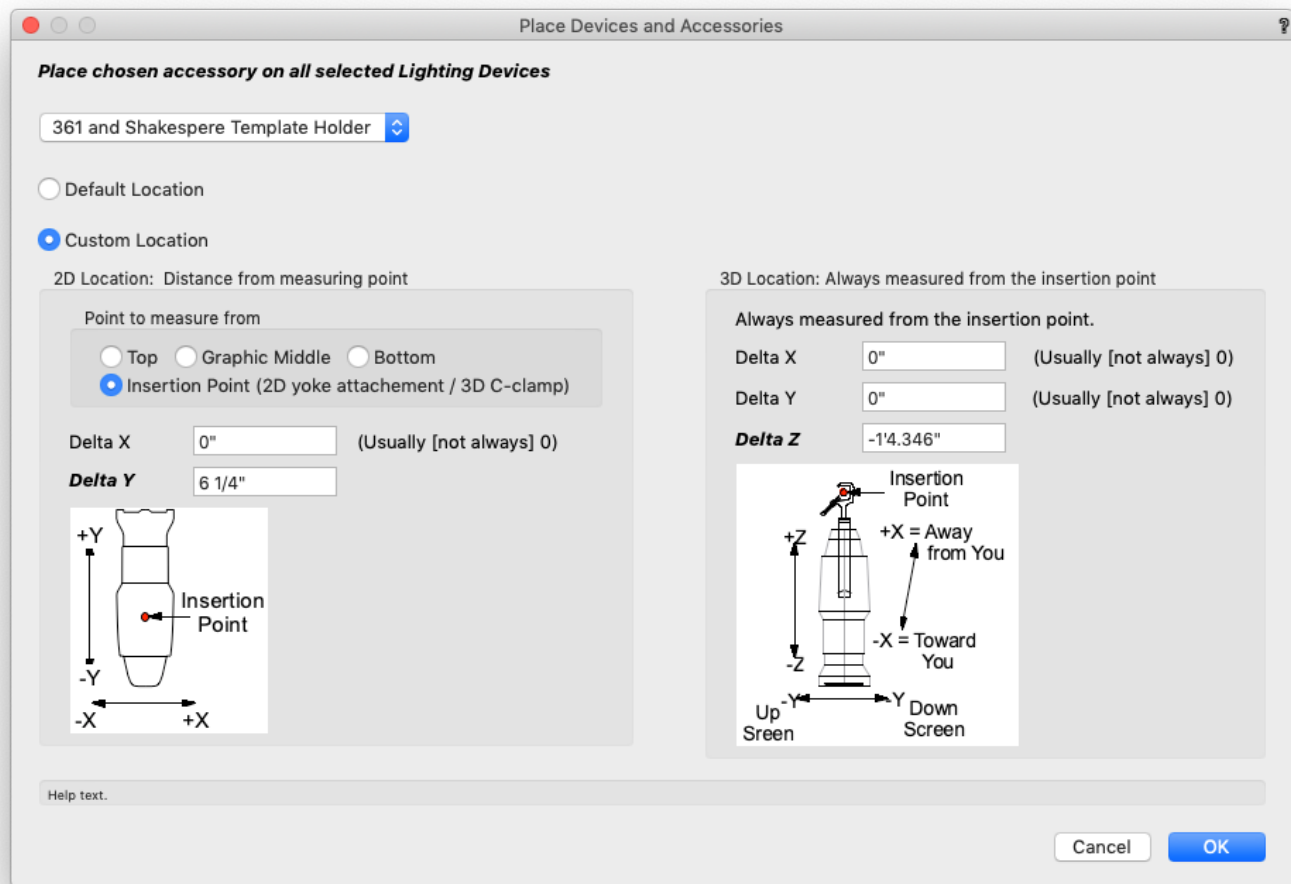 Place Devices and Accessories
?
Place chosen accessory on all selected Lighting Devices
361 and Shakespere Template Holder
Default Location
Custom Location
2D Location:  Distance from measuring point
Point to measure from
Top
Graphic Middle
Bottom
Insertion Point (2D yoke attachement / 3D C-clamp)
Delta X
0"
(Usually [not always] 0)
Delta Y
6 1/4"
+Y
Insertion
Point
-Y
-X
+X
3D Location: Always measured from the insertion point
Always measured from the insertion point.
Delta X
0"
(Usually [not always] 0)
Delta Y
0"
(Usually [not always] 0)
Delta Z
-1'4.346"
Insertion
Point
+Z
+X = Away
from You
-Z
-X = Toward
You
-Y
-Y
Up
Sreen
Down
Screen
Help text.
Cancel
OK